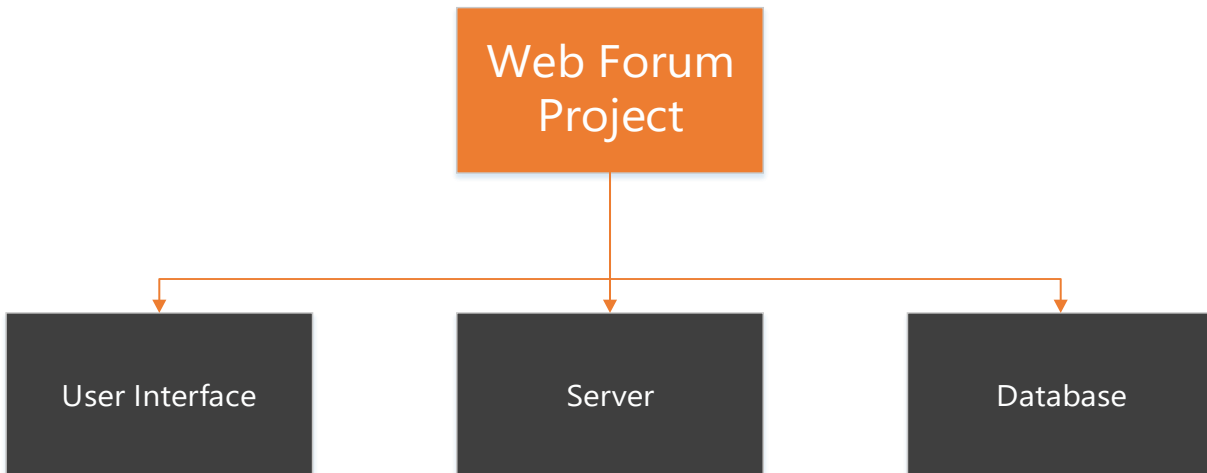 Web Forum
Project
User Interface
Server
Database